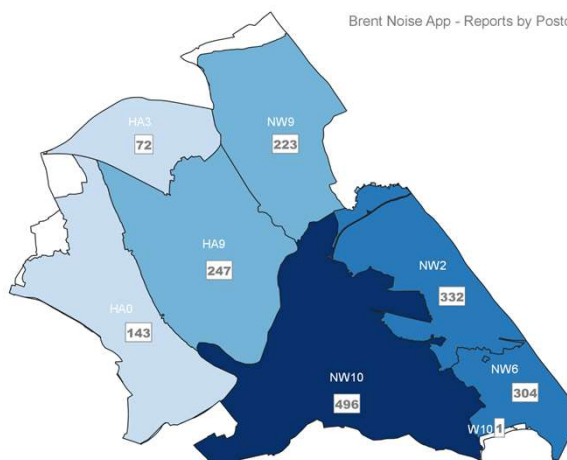 Brent Noise App - Reports by Postc
HA3
72
NW9
223
HA9
247
NW2
332
HA0
143
NW10
496
NW6
304
W10 1